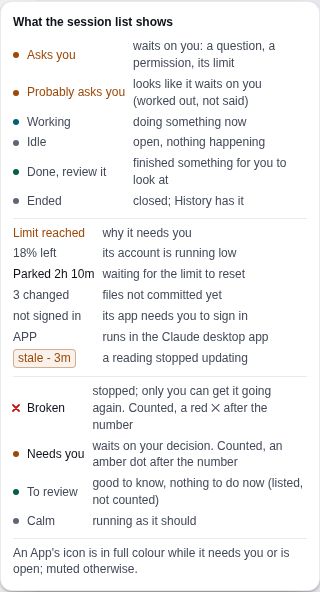 What the session list shows
Asks you
waits on you: a question, a
permission, its limit
Probably asks you
looks like it waits on you
(worked out, not said)
Working
doing something now
Idle
open, nothing happening
Done, review it
finished something for you to
look at
Ended
closed; History has it
Limit reached
why it needs you
18% left
its account is running low
Parked 2h 10m
waiting for the limit to reset
3 changed
files not committed yet
not signed in
its app needs you to sign in
APP
runs in the Claude desktop app
stale - 3m
a reading stopped updating
Broken
stopped; only you can get it going
again. Counted, a red ✕ after the
number
Needs you
waits on your decision. Counted, an
amber dot after the number
To review
good to know, nothing to do now (listed,
not counted)
Calm
running as it should
An App's icon is in full colour while it needs you or is
open; muted otherwise.